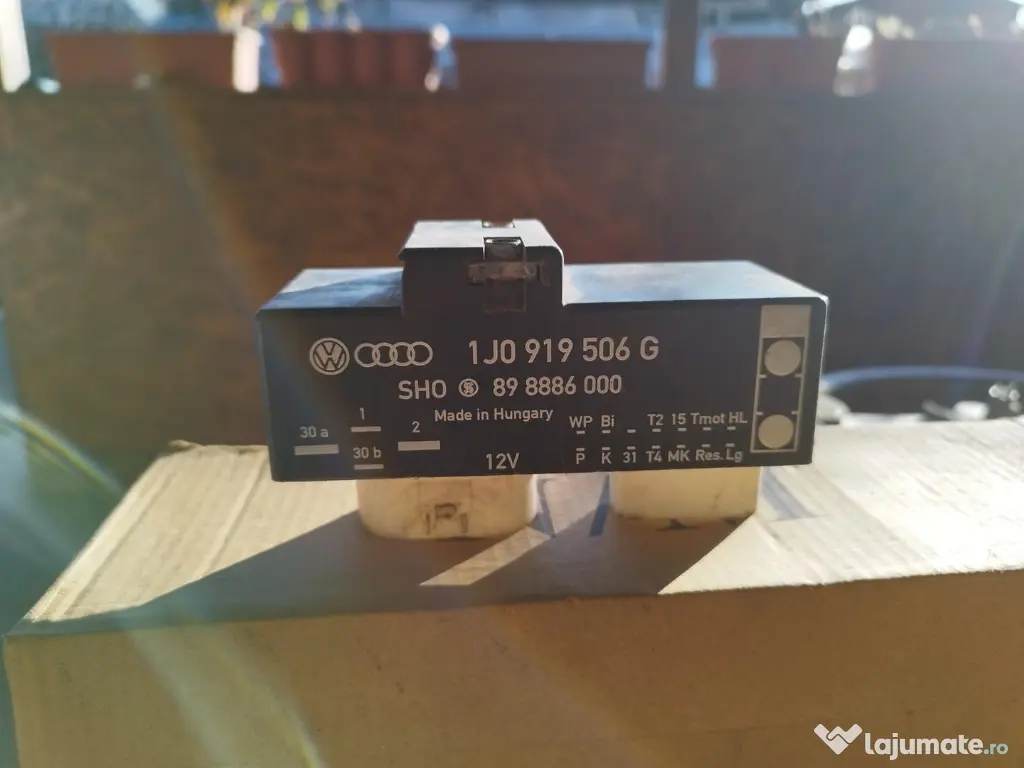 1J0 919 506 G
SHO 89 8886 000
Made in Hungary
1
30 a
2
30 b
12V
WP Bi T2 15 Tmot HL
P K 31 T4 MK Res. Lg
lajumate.ro